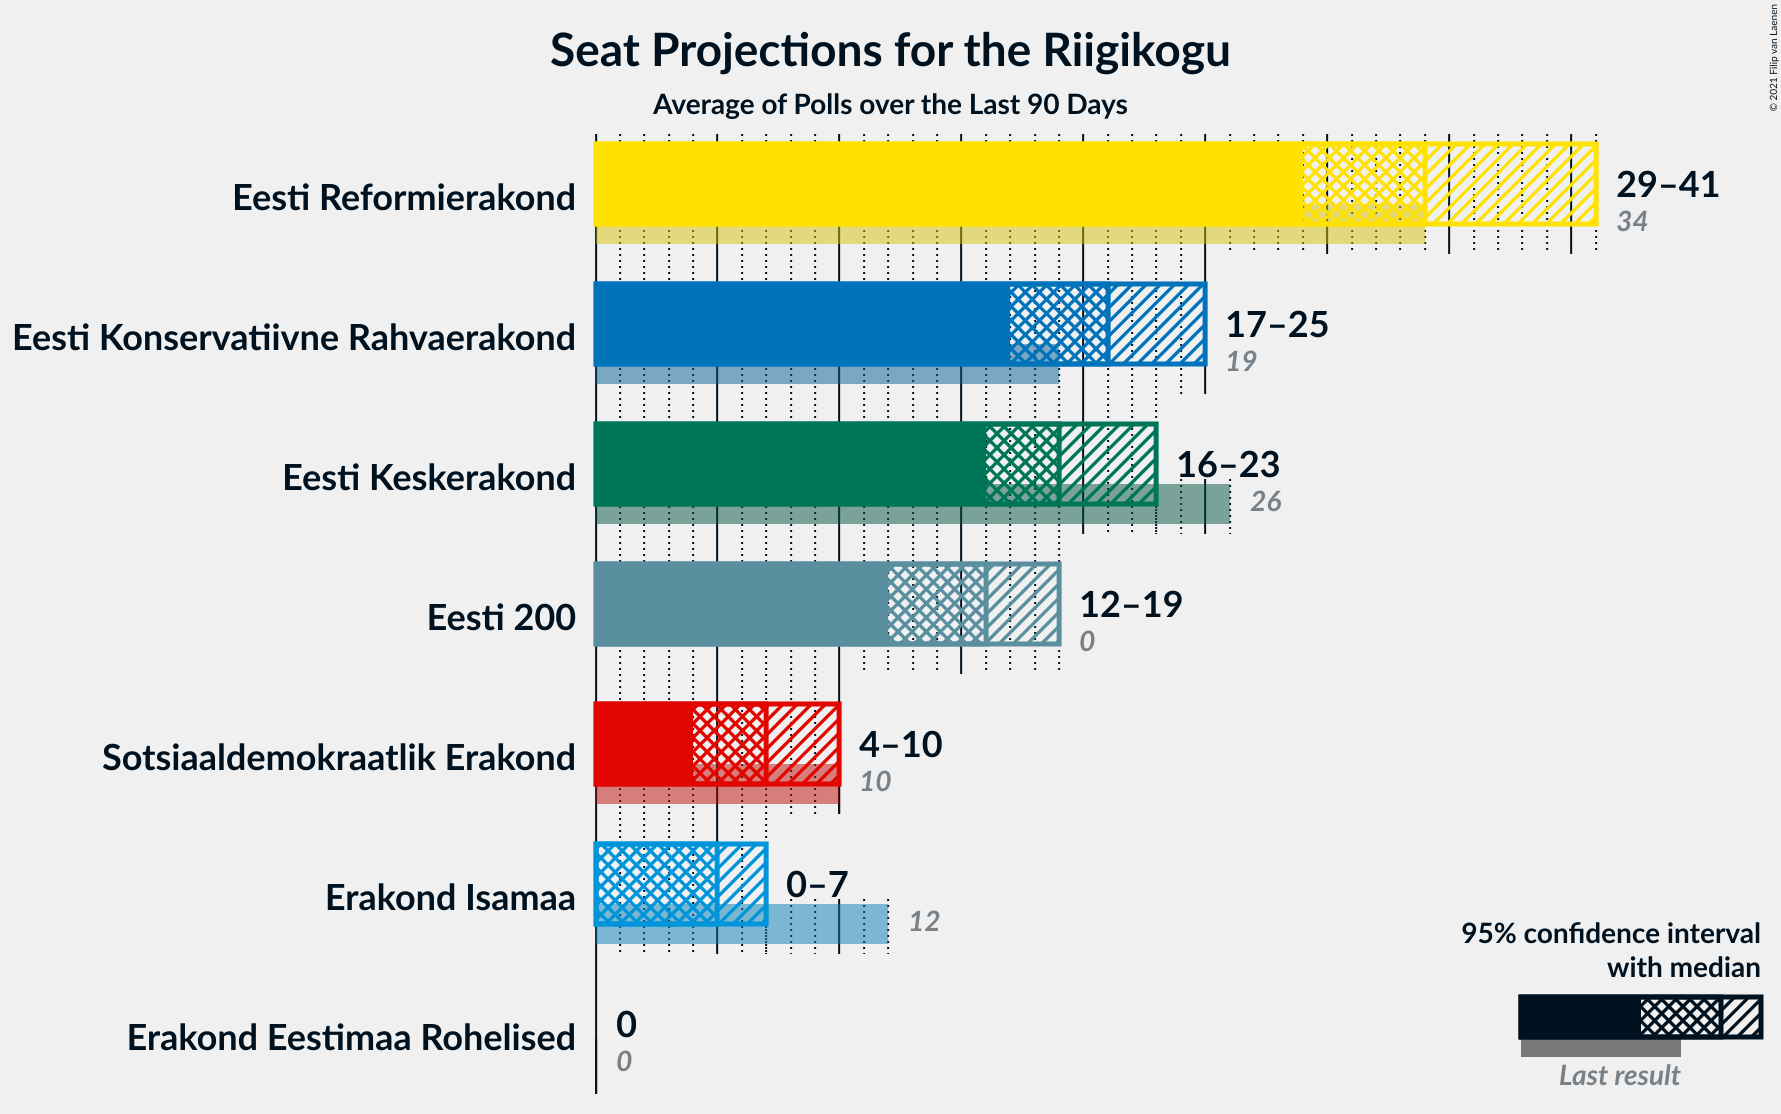 Seat Projections for the Riigikogu
Average of Polls over the Last 90 Days
© 2021 Filip van Laenen
Eesti Reformierakond
29–41
34
Eesti Konservatiivne Rahvaerakond
17–25
19
Eesti Keskerakond
16–23
26
Eesti 200
12–19
0
Sotsiaaldemokraatlik Erakond
4–10
10
Erakond Isamaa
0–7
12
Erakond Eestimaa Rohelised
0
0
95% confidence interval
with median
Last result